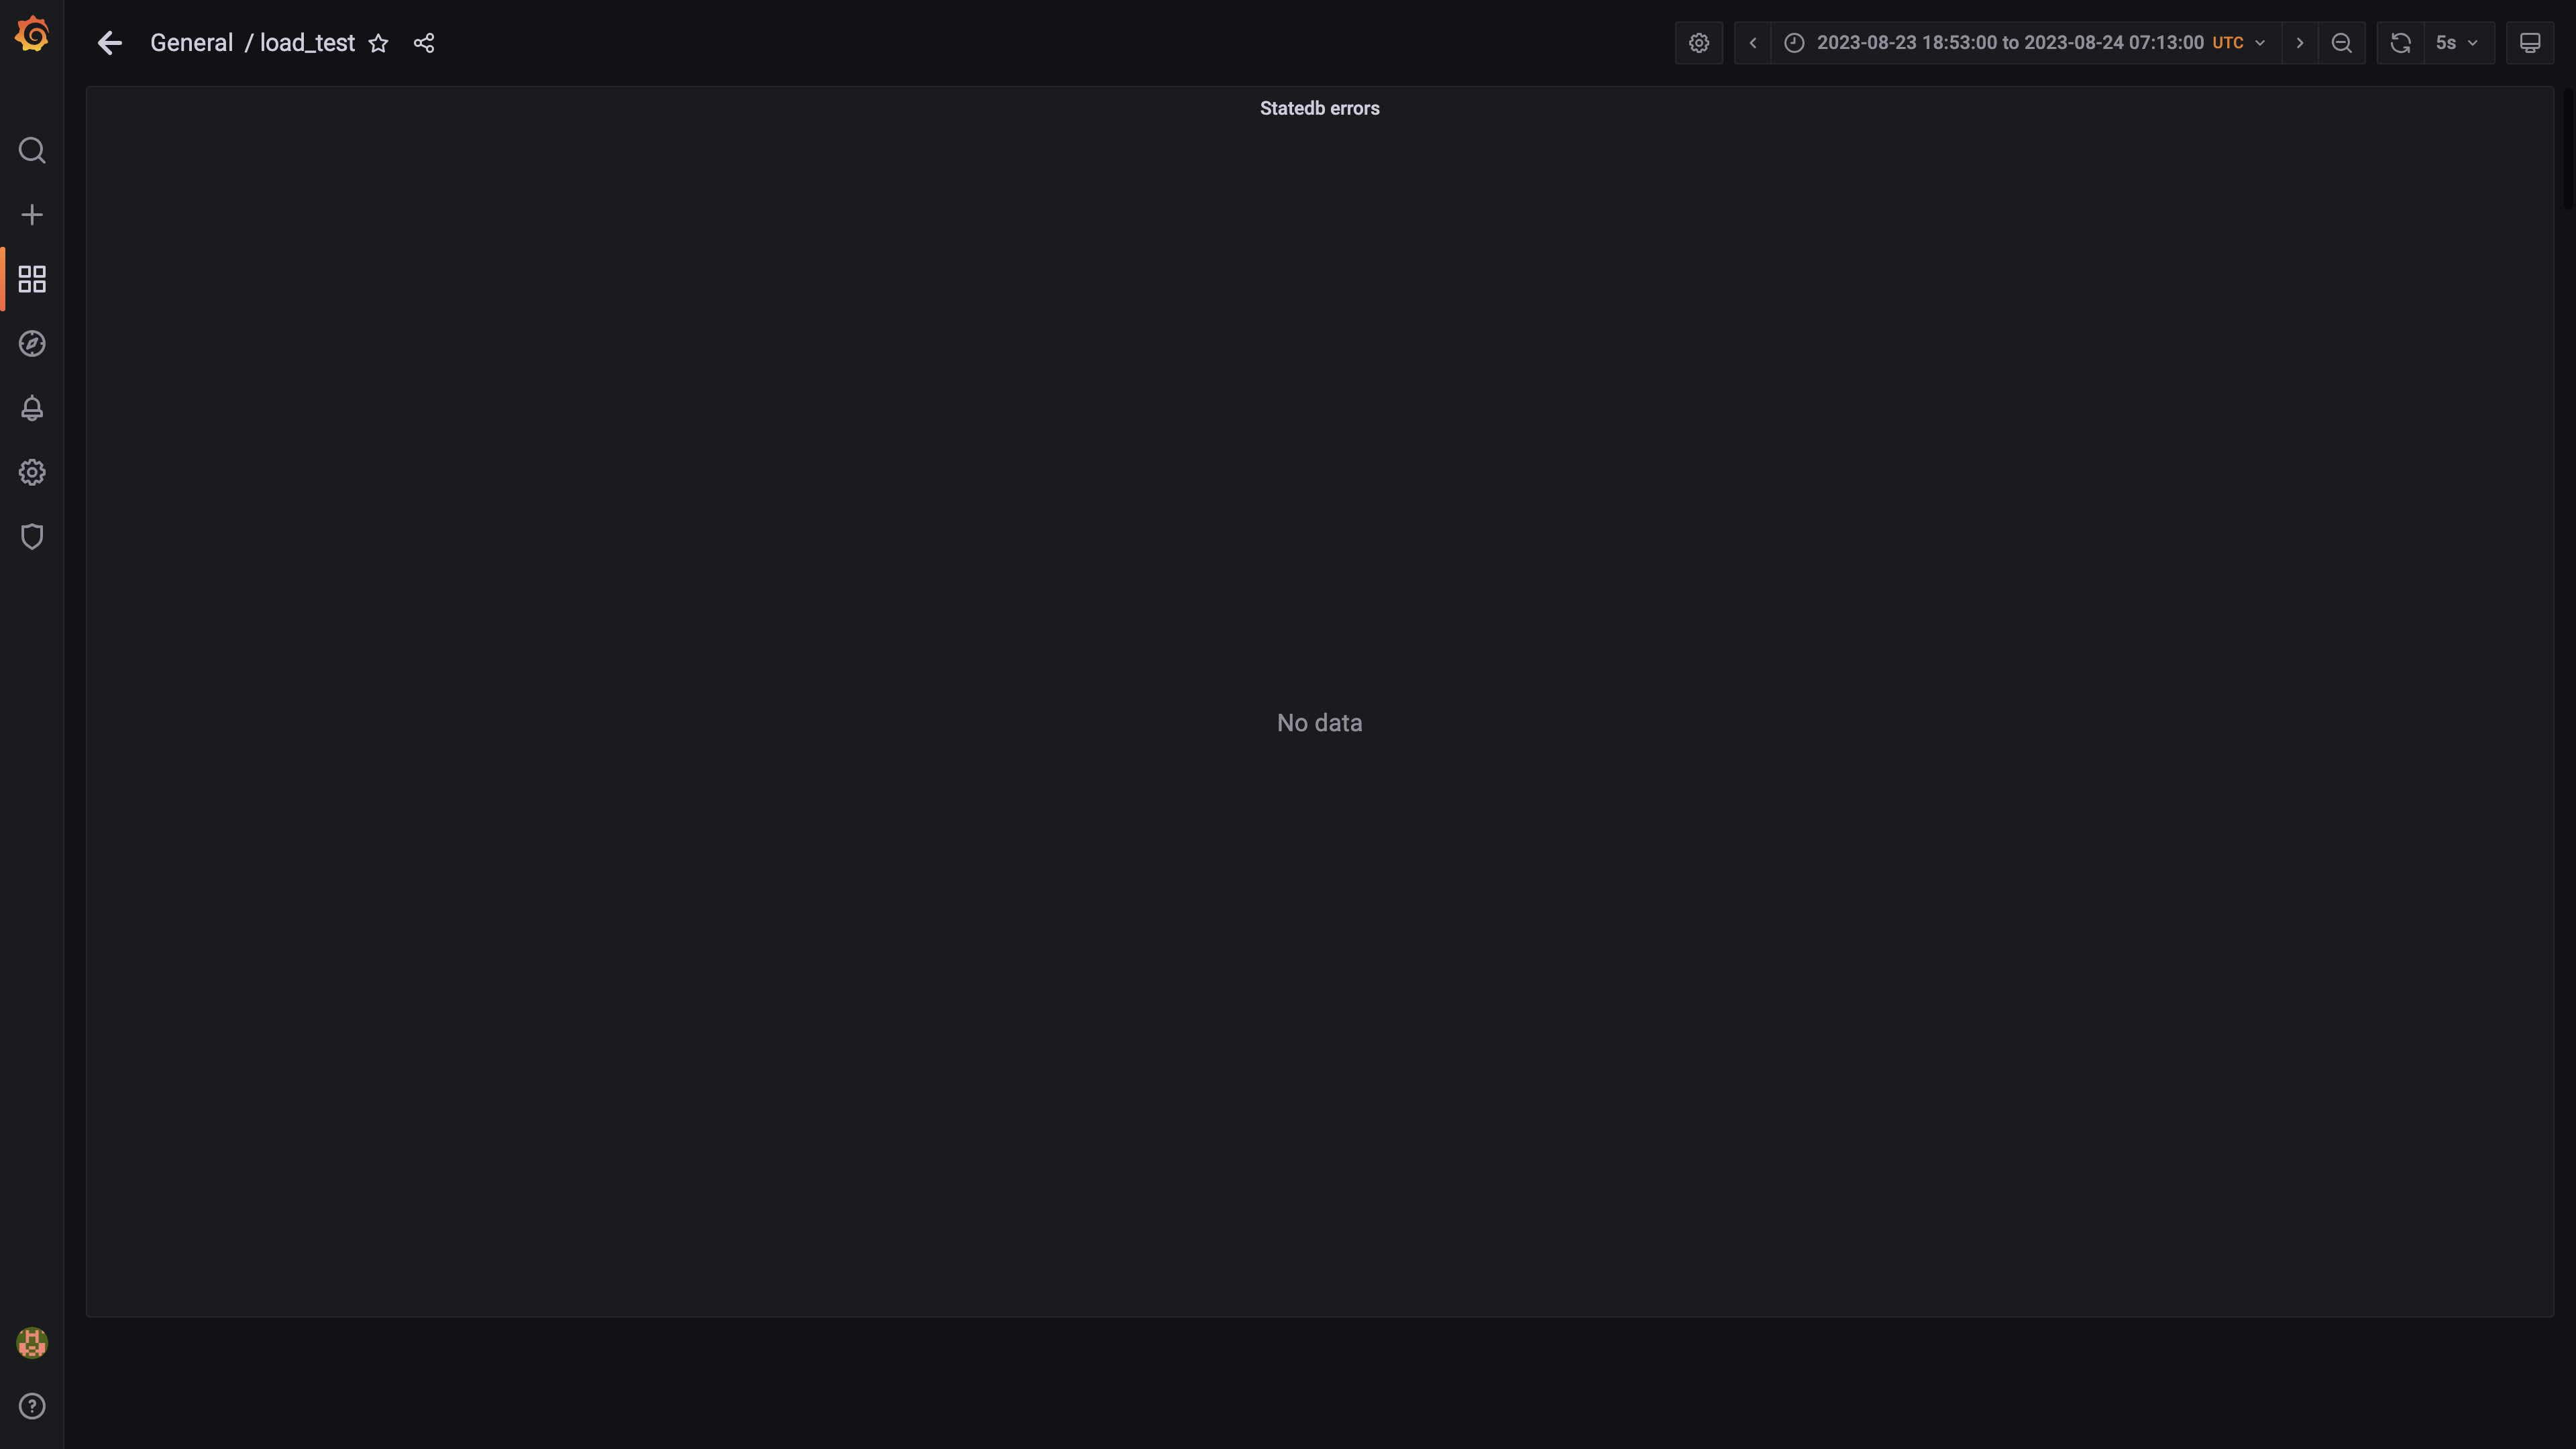 General / load_test
2023-08-23 18:53:00 to 2023-08-24 07:13:00 UTC
5s
Statedb errors
No data